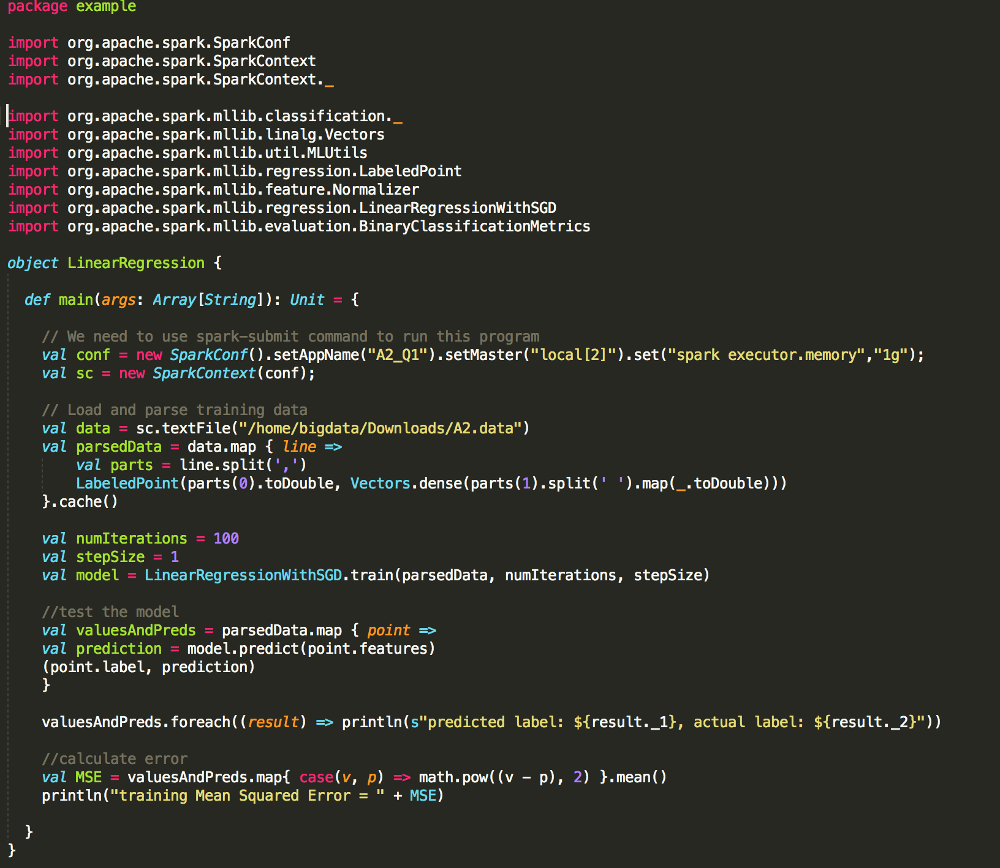 package example
import org.apache.spark.SparkConf
import org.apache.spark.SparkContext
import org.apache.spark.SparkContext._
import org.apache.spark.mllib.classification._
import org.apache.spark.mllib.linalg.Vectors
import org.apache.spark.mllib.util.MLUtils
import org.apache.spark.mllib.regression.LabeledPoint
import org.apache.spark.mllib.feature.Normalizer
import org.apache.spark.mllib.regression.LinearRegressionWithSGD
import org.apache.spark.mllib.evaluation.BinaryClassificationMetrics
object LinearRegression {
def main(args: Array[String]): Unit = {
// We need to use spark-submit command to run this program
val conf = new SparkConf().setAppName("A2_Q1").setMaster("local[2]").set("spark executor.memory","1g");
val sc = new SparkContext(conf);
// Load and parse training data
val data = sc.textFile("/home/bigdata/Downloads/A2.data")
val parsedData = data.map { line =>
val parts = line.split(',')
LabeledPoint(parts(0).toDouble, Vectors.dense(parts(1).split(' ').map(_.toDouble)))
}.cache()
val numIterations = 100
val stepSize = 1
val model = LinearRegressionWithSGD.train(parsedData, numIterations, stepSize)
//test the model
val valuesAndPreds = parsedData.map { point =>
val prediction = model.predict(point.features)
(point.label, prediction)
}
valuesAndPreds.foreach((result) => println(s"predicted label: ${result._1}, actual label: ${result._2}"))
//calculate error
val MSE = valuesAndPreds.map{ case(v, p) => math.pow((v - p), 2) }.mean()
println("training Mean Squared Error = " + MSE)
}
}